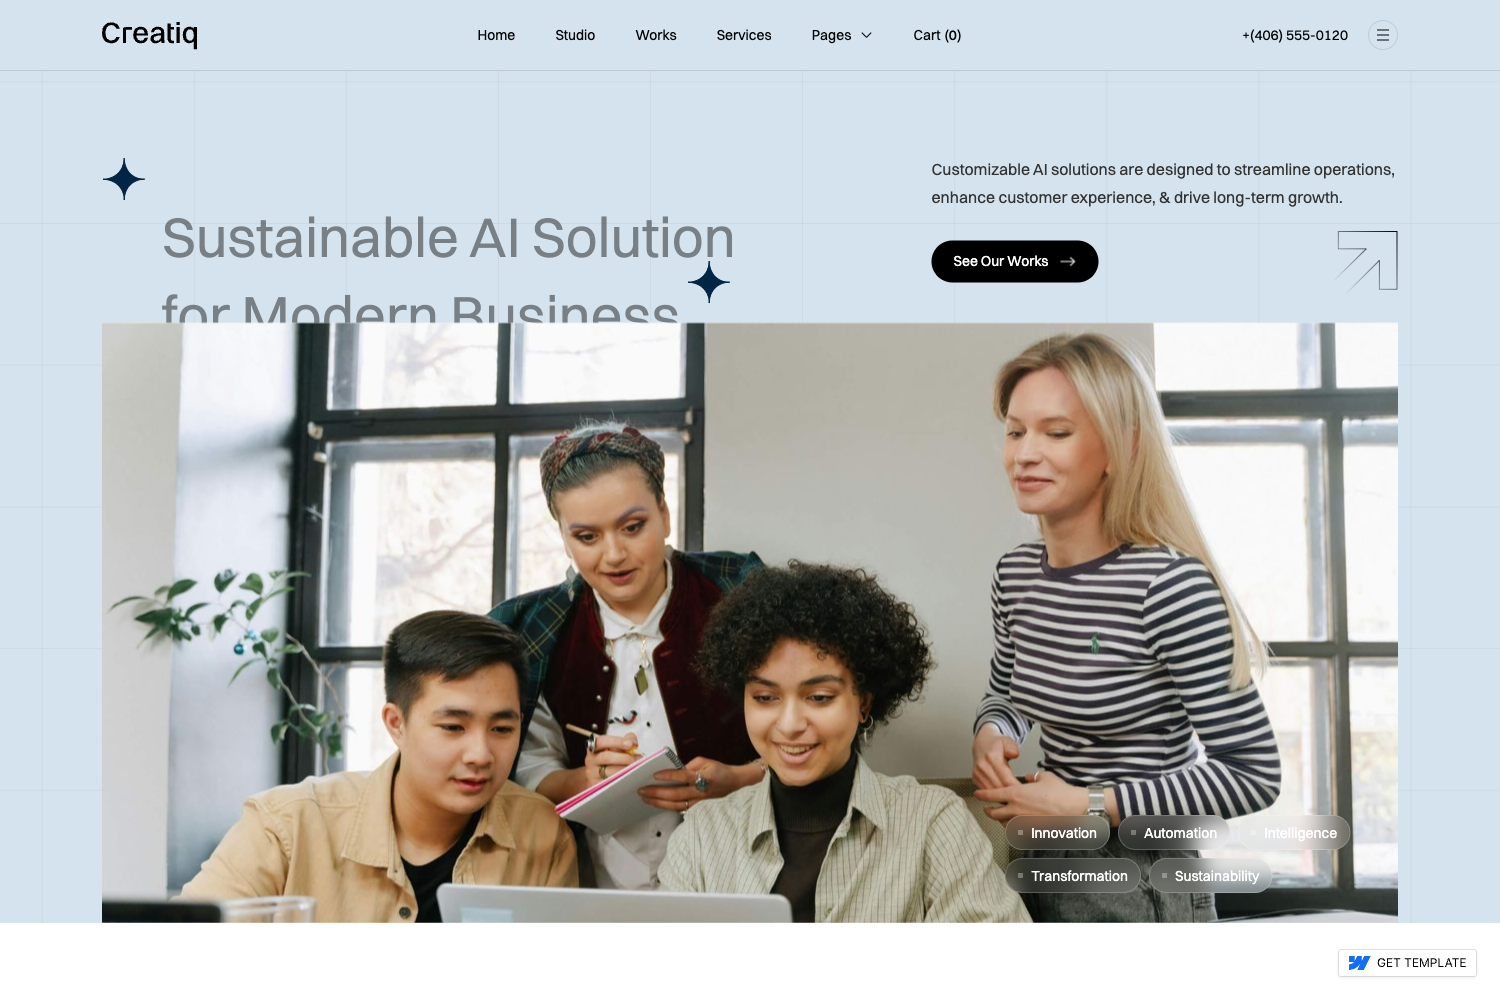 Creatiq
Home
Studio
Works
Services
Pages
Cart (0)
+(406) 555-0120
Sustainable AI Solution
for Modern Business
Customizable AI solutions are designed to streamline operations,
enhance customer experience, & drive long-term growth.
See Our Works
Innovation
Automation
Intelligence
Transformation
Sustainability
GET TEMPLATE